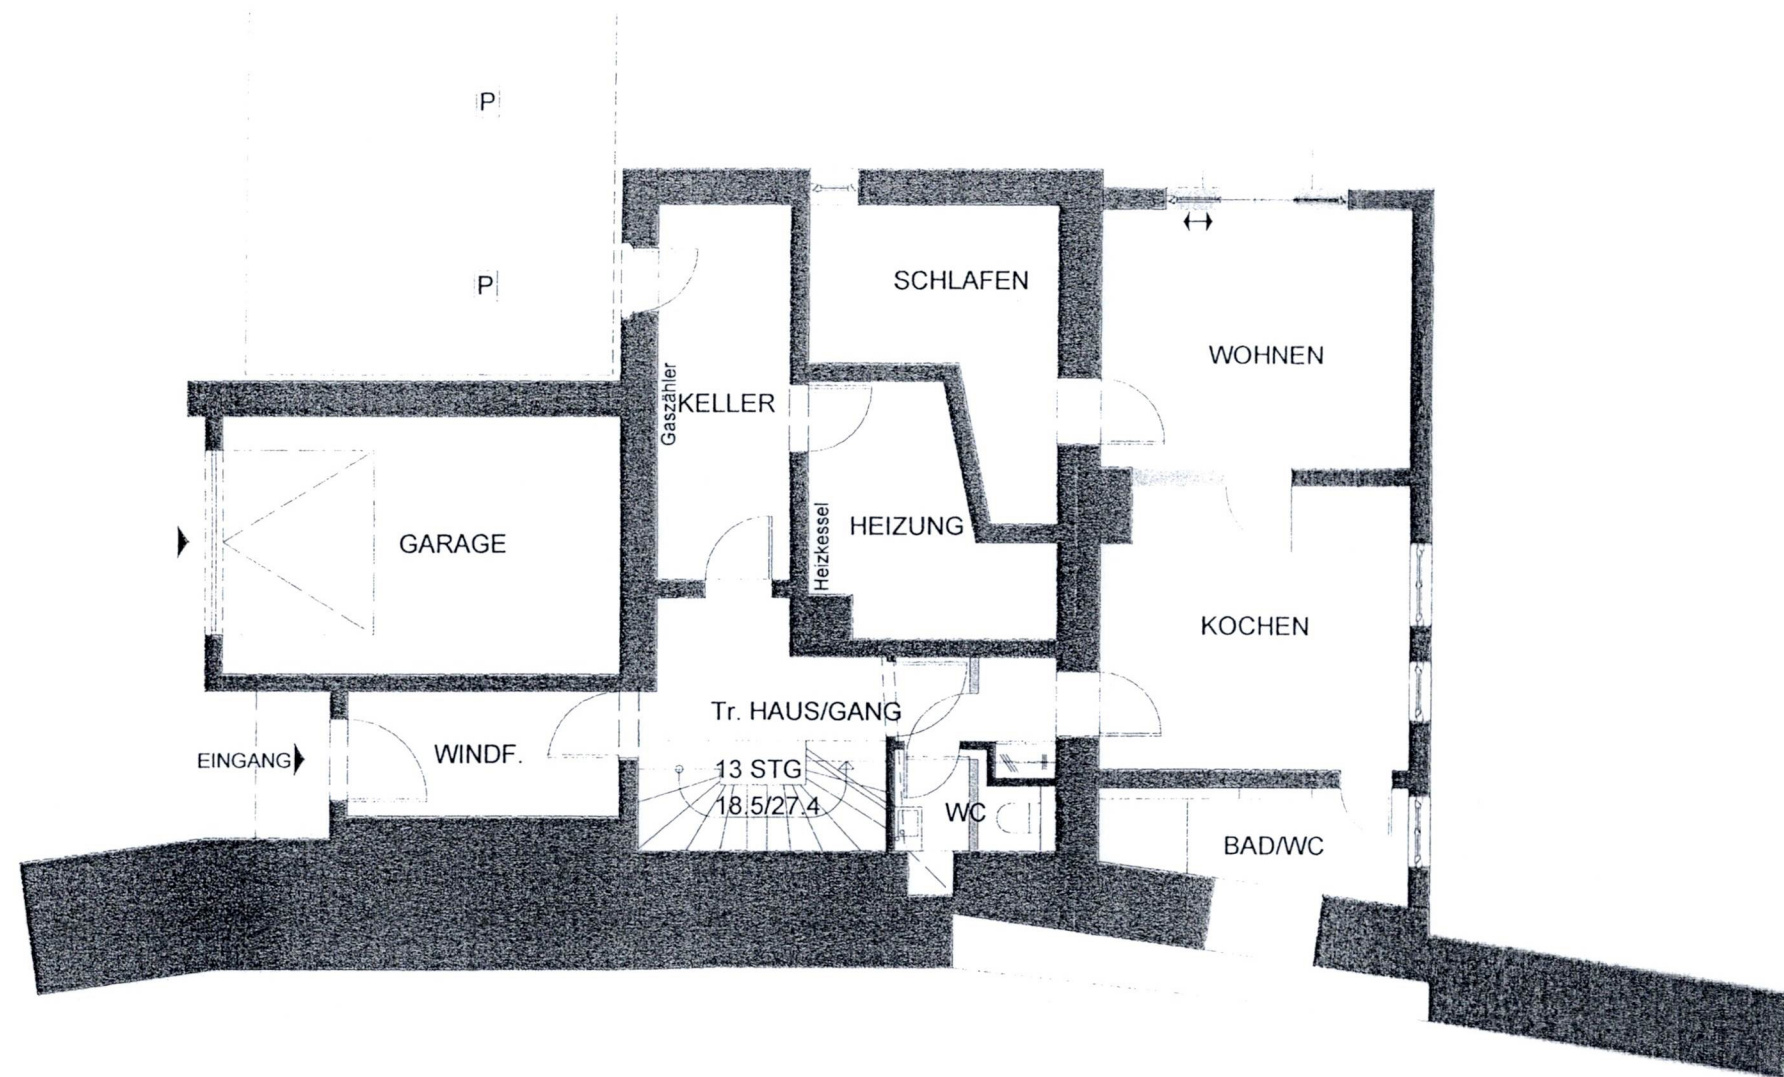 P
P
SCHLAFEN
WOHNEN
Gaszähler
KELLER
GARAGE
HEIZUNG
Heizkessel
KOCHEN
Tr. HAUS/GANG
EINGANG
WINDF.
13 STG
18.5/27.4
WC
BAD/WC